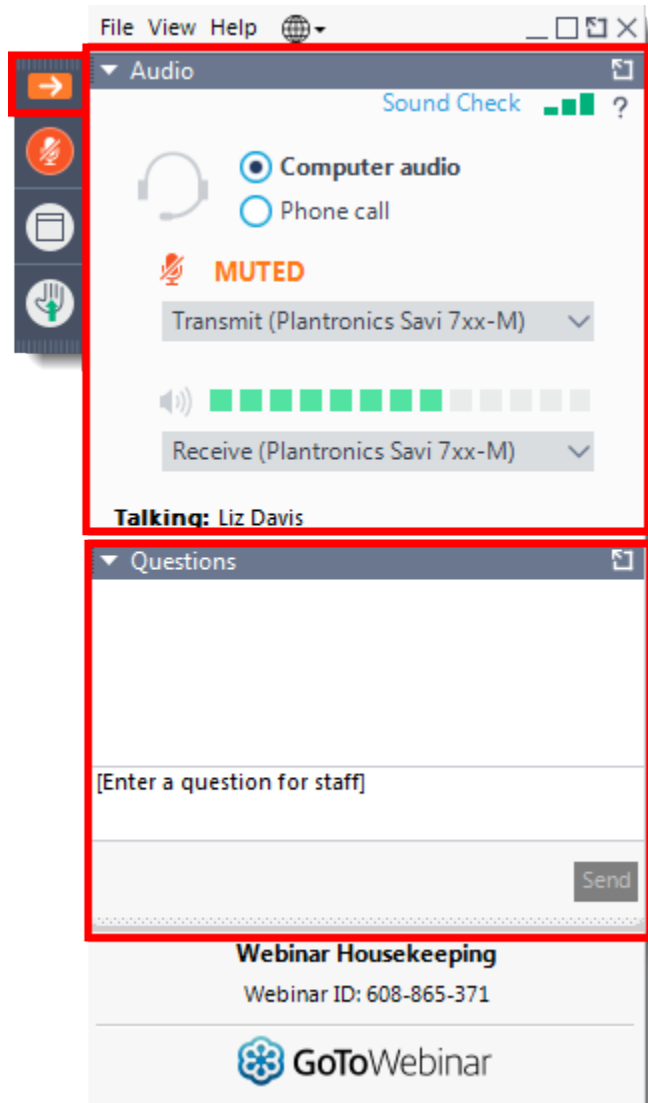 File View Help
Audio
Sound Check ?
Computer audio
Phone call
MUTED
Transmit (Plantronics Savi 7xx-M)
Receive (Plantronics Savi 7xx-M)
Talking: Liz Davis
Questions
[Enter a question for staff]
Send
Webinar Housekeeping
Webinar ID: 608-865-371
GoToWebinar